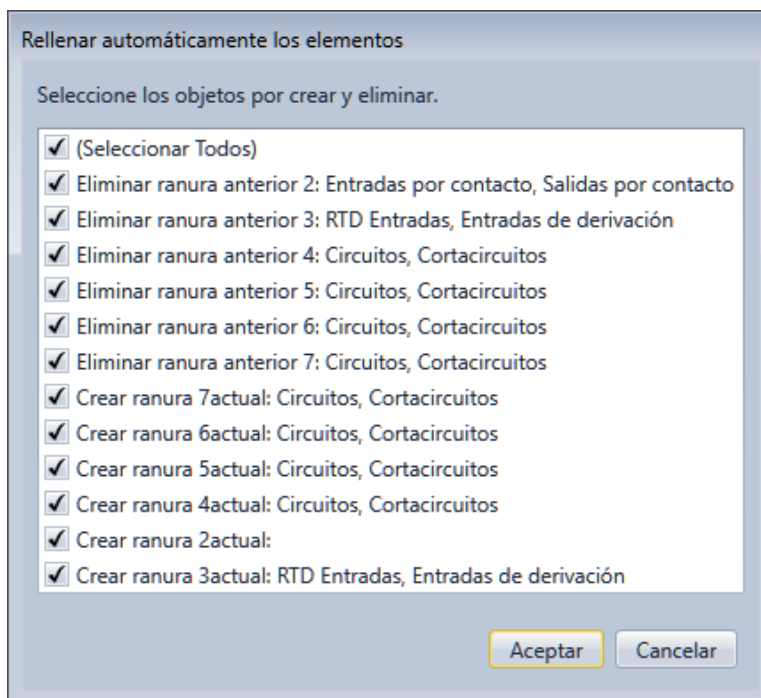 Rellenar automáticamente los elementos
Seleccione los objetos por crear y eliminar.
(Seleccionar Todos)
Eliminar ranura anterior 2: Entradas por contacto, Salidas por contacto
Eliminar ranura anterior 3: RTD Entradas, Entradas de derivación
Eliminar ranura anterior 4: Circuitos, Cortacircuitos
Eliminar ranura anterior 5: Circuitos, Cortacircuitos
Eliminar ranura anterior 6: Circuitos, Cortacircuitos
Eliminar ranura anterior 7: Circuitos, Cortacircuitos
Crear ranura 7actual: Circuitos, Cortacircuitos
Crear ranura 6actual: Circuitos, Cortacircuitos
Crear ranura 5actual: Circuitos, Cortacircuitos
Crear ranura 4actual: Circuitos, Cortacircuitos
Crear ranura 2actual:
Crear ranura 3actual: RTD Entradas, Entradas de derivación
Aceptar Cancelar